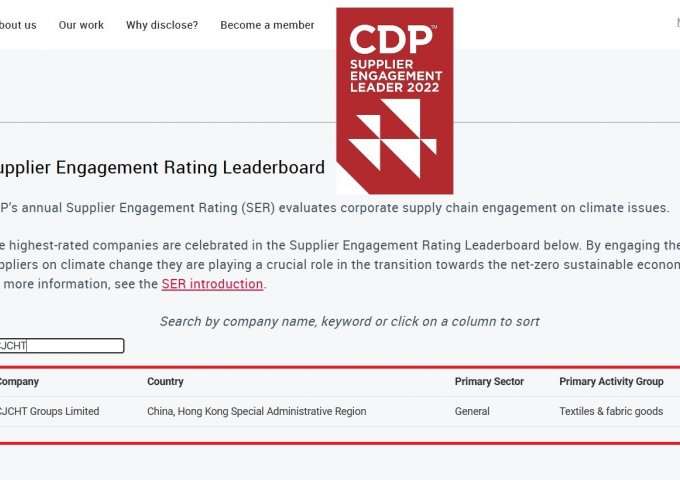 bout us Our work Why disclose? Become a member
CDP™
SUPPLIER
ENGAGEMENT
LEADER 2022
upplier Engagement Rating Leaderboard
P's annual Supplier Engagement Rating (SER) evaluates corporate supply chain engagement on climate issues.
e highest-rated companies are celebrated in the Supplier Engagement Rating Leaderboard below. By engaging the
ppliers on climate change they are playing a crucial role in the transition towards the net-zero sustainable econom
more information, see the SER introduction.
Search by company name, keyword or click on a column to sort
CJCHT
Company Country Primary Sector Primary Activity Group
CJCHT Groups Limited China, Hong Kong Special Administrative Region General Textiles & fabric goods